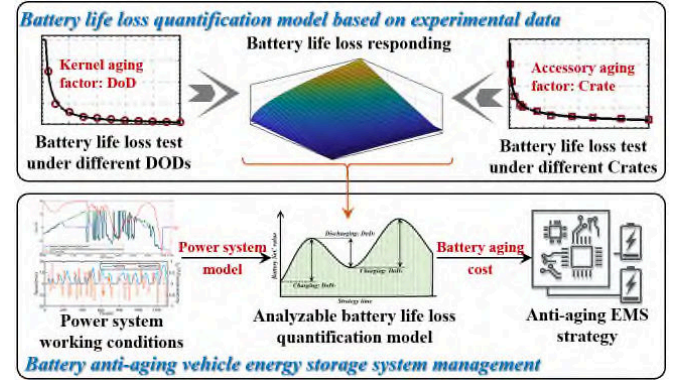 Battery life loss quantification model based on experimental data
Battery life loss responding
Kernel aging
factor: DoD
Accessory aging
factor: Crate
Battery life loss test
under different DODs
Battery life loss test
under different Crates
Power system
model
Battery SoC value
Discharging: DoD
Charging: DoD
Charging: DoD
Strategy time
Battery aging
cost
Power system
working conditions
Analyzable battery life loss
quantification model
Anti-aging EMS
strategy
Battery anti-aging vehicle energy storage system management